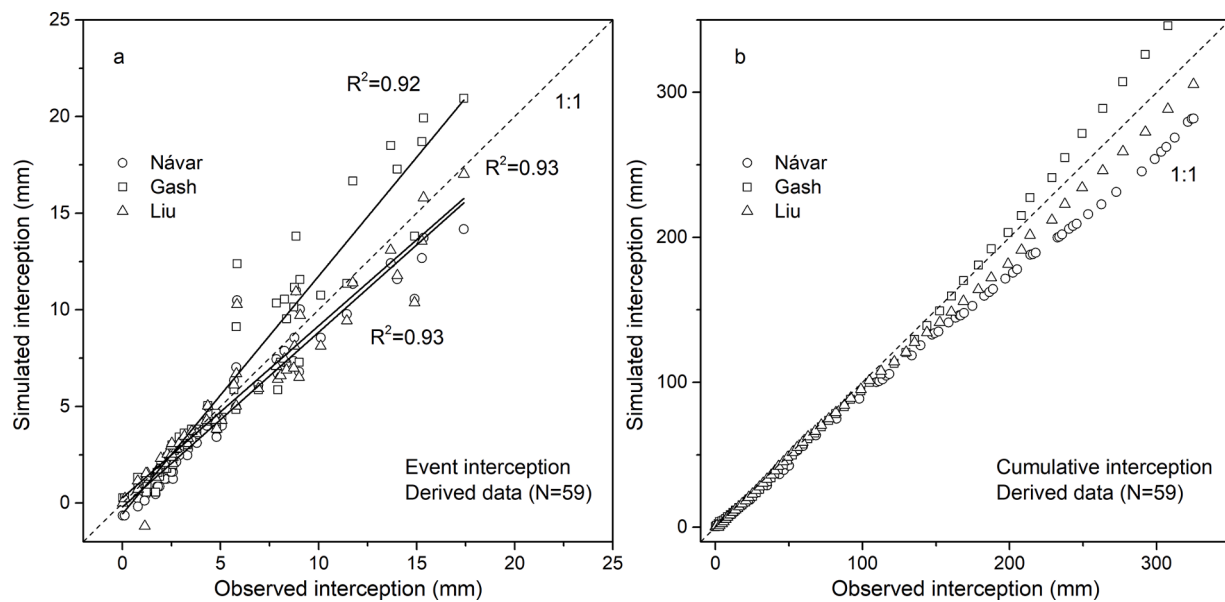 a
R²=0.92
1:1
Návar
Gash
Liu
R²=0.93
R²=0.93
Event interception
Derived data (N=59)
25
20
15
10
5
0
Simulated interception (mm)
0
5
10
15
20
25
Observed interception (mm)
b
Návar
Gash
Liu
1:1
Cumulative interception
Derived data (N=59)
300
200
100
0
Simulated interception (mm)
0
100
200
300
Observed interception (mm)